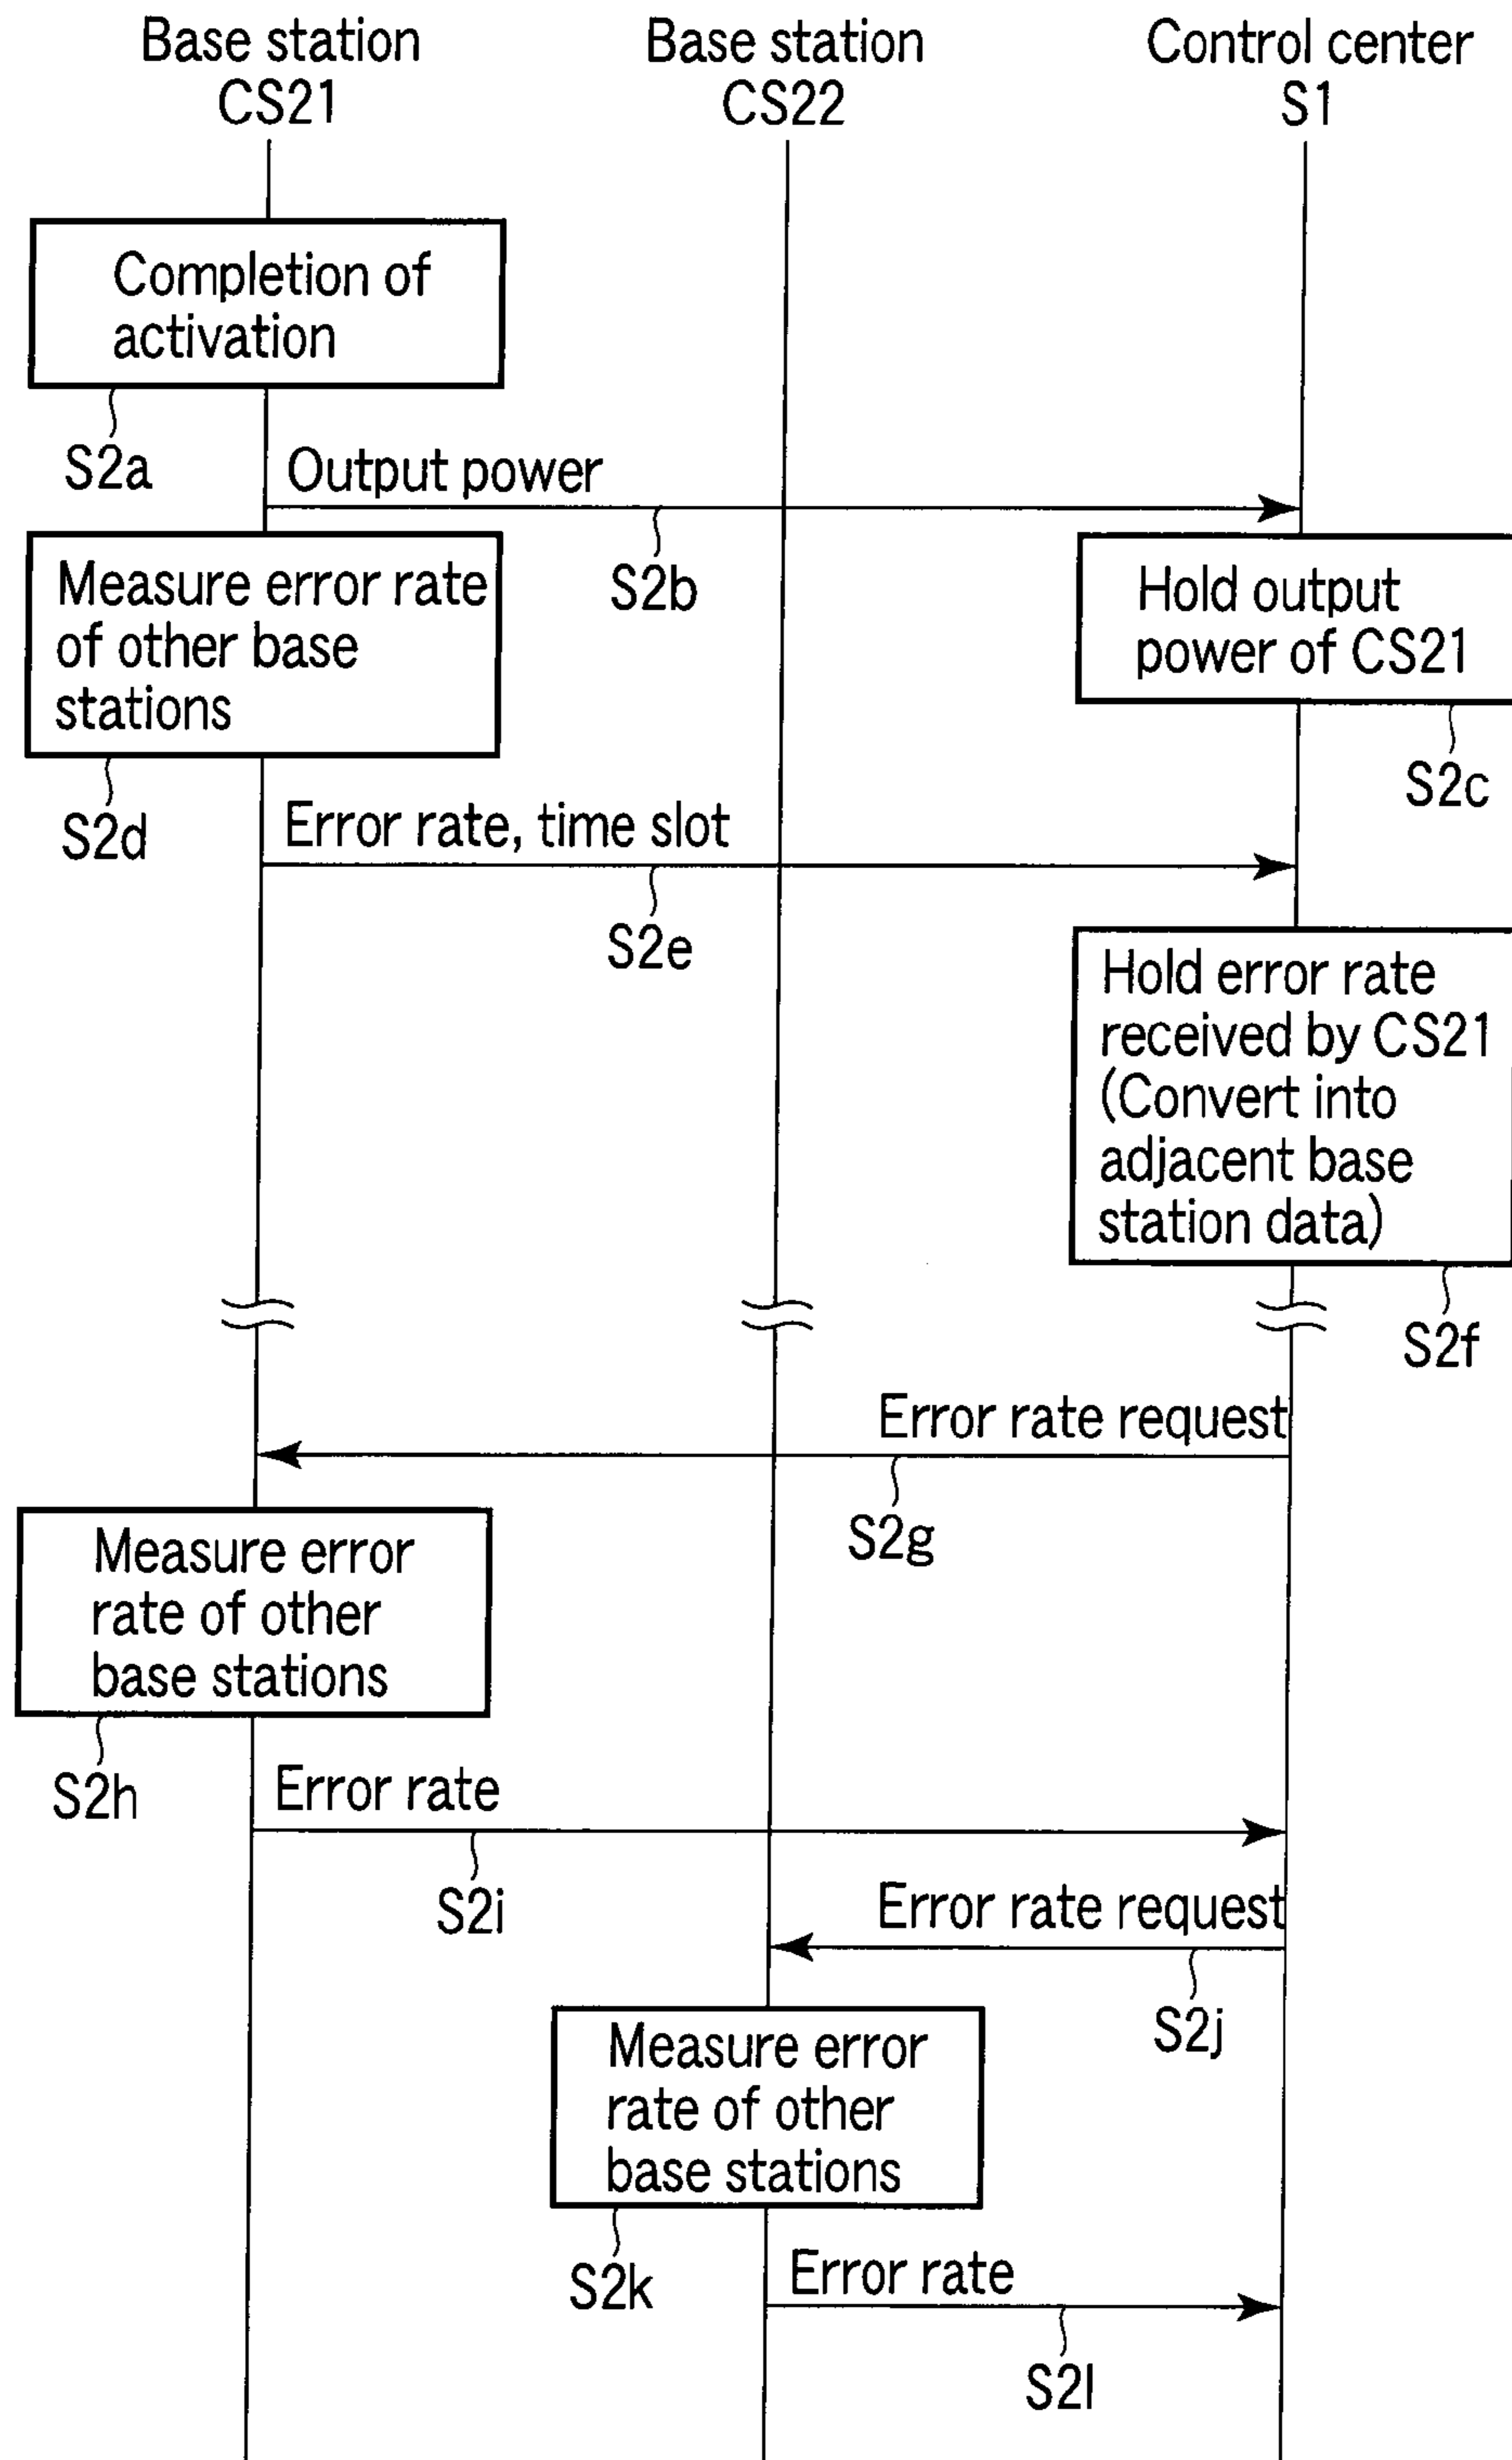 Base station
CS21
Base station
CS22
Control center
S1
Completion of
activation
S2a
Output power
S2b
Measure error rate
of other base
stations
S2d
Hold output
power of CS21
S2c
Error rate, time slot
S2e
Hold error rate
received by CS21
(Convert into
adjacent base
station data)
S2f
Error rate request
S2g
Measure error
rate of other
base stations
S2h
Error rate
S2i
Error rate request
S2j
Measure error
rate of other
base stations
S2k
Error rate
S2l